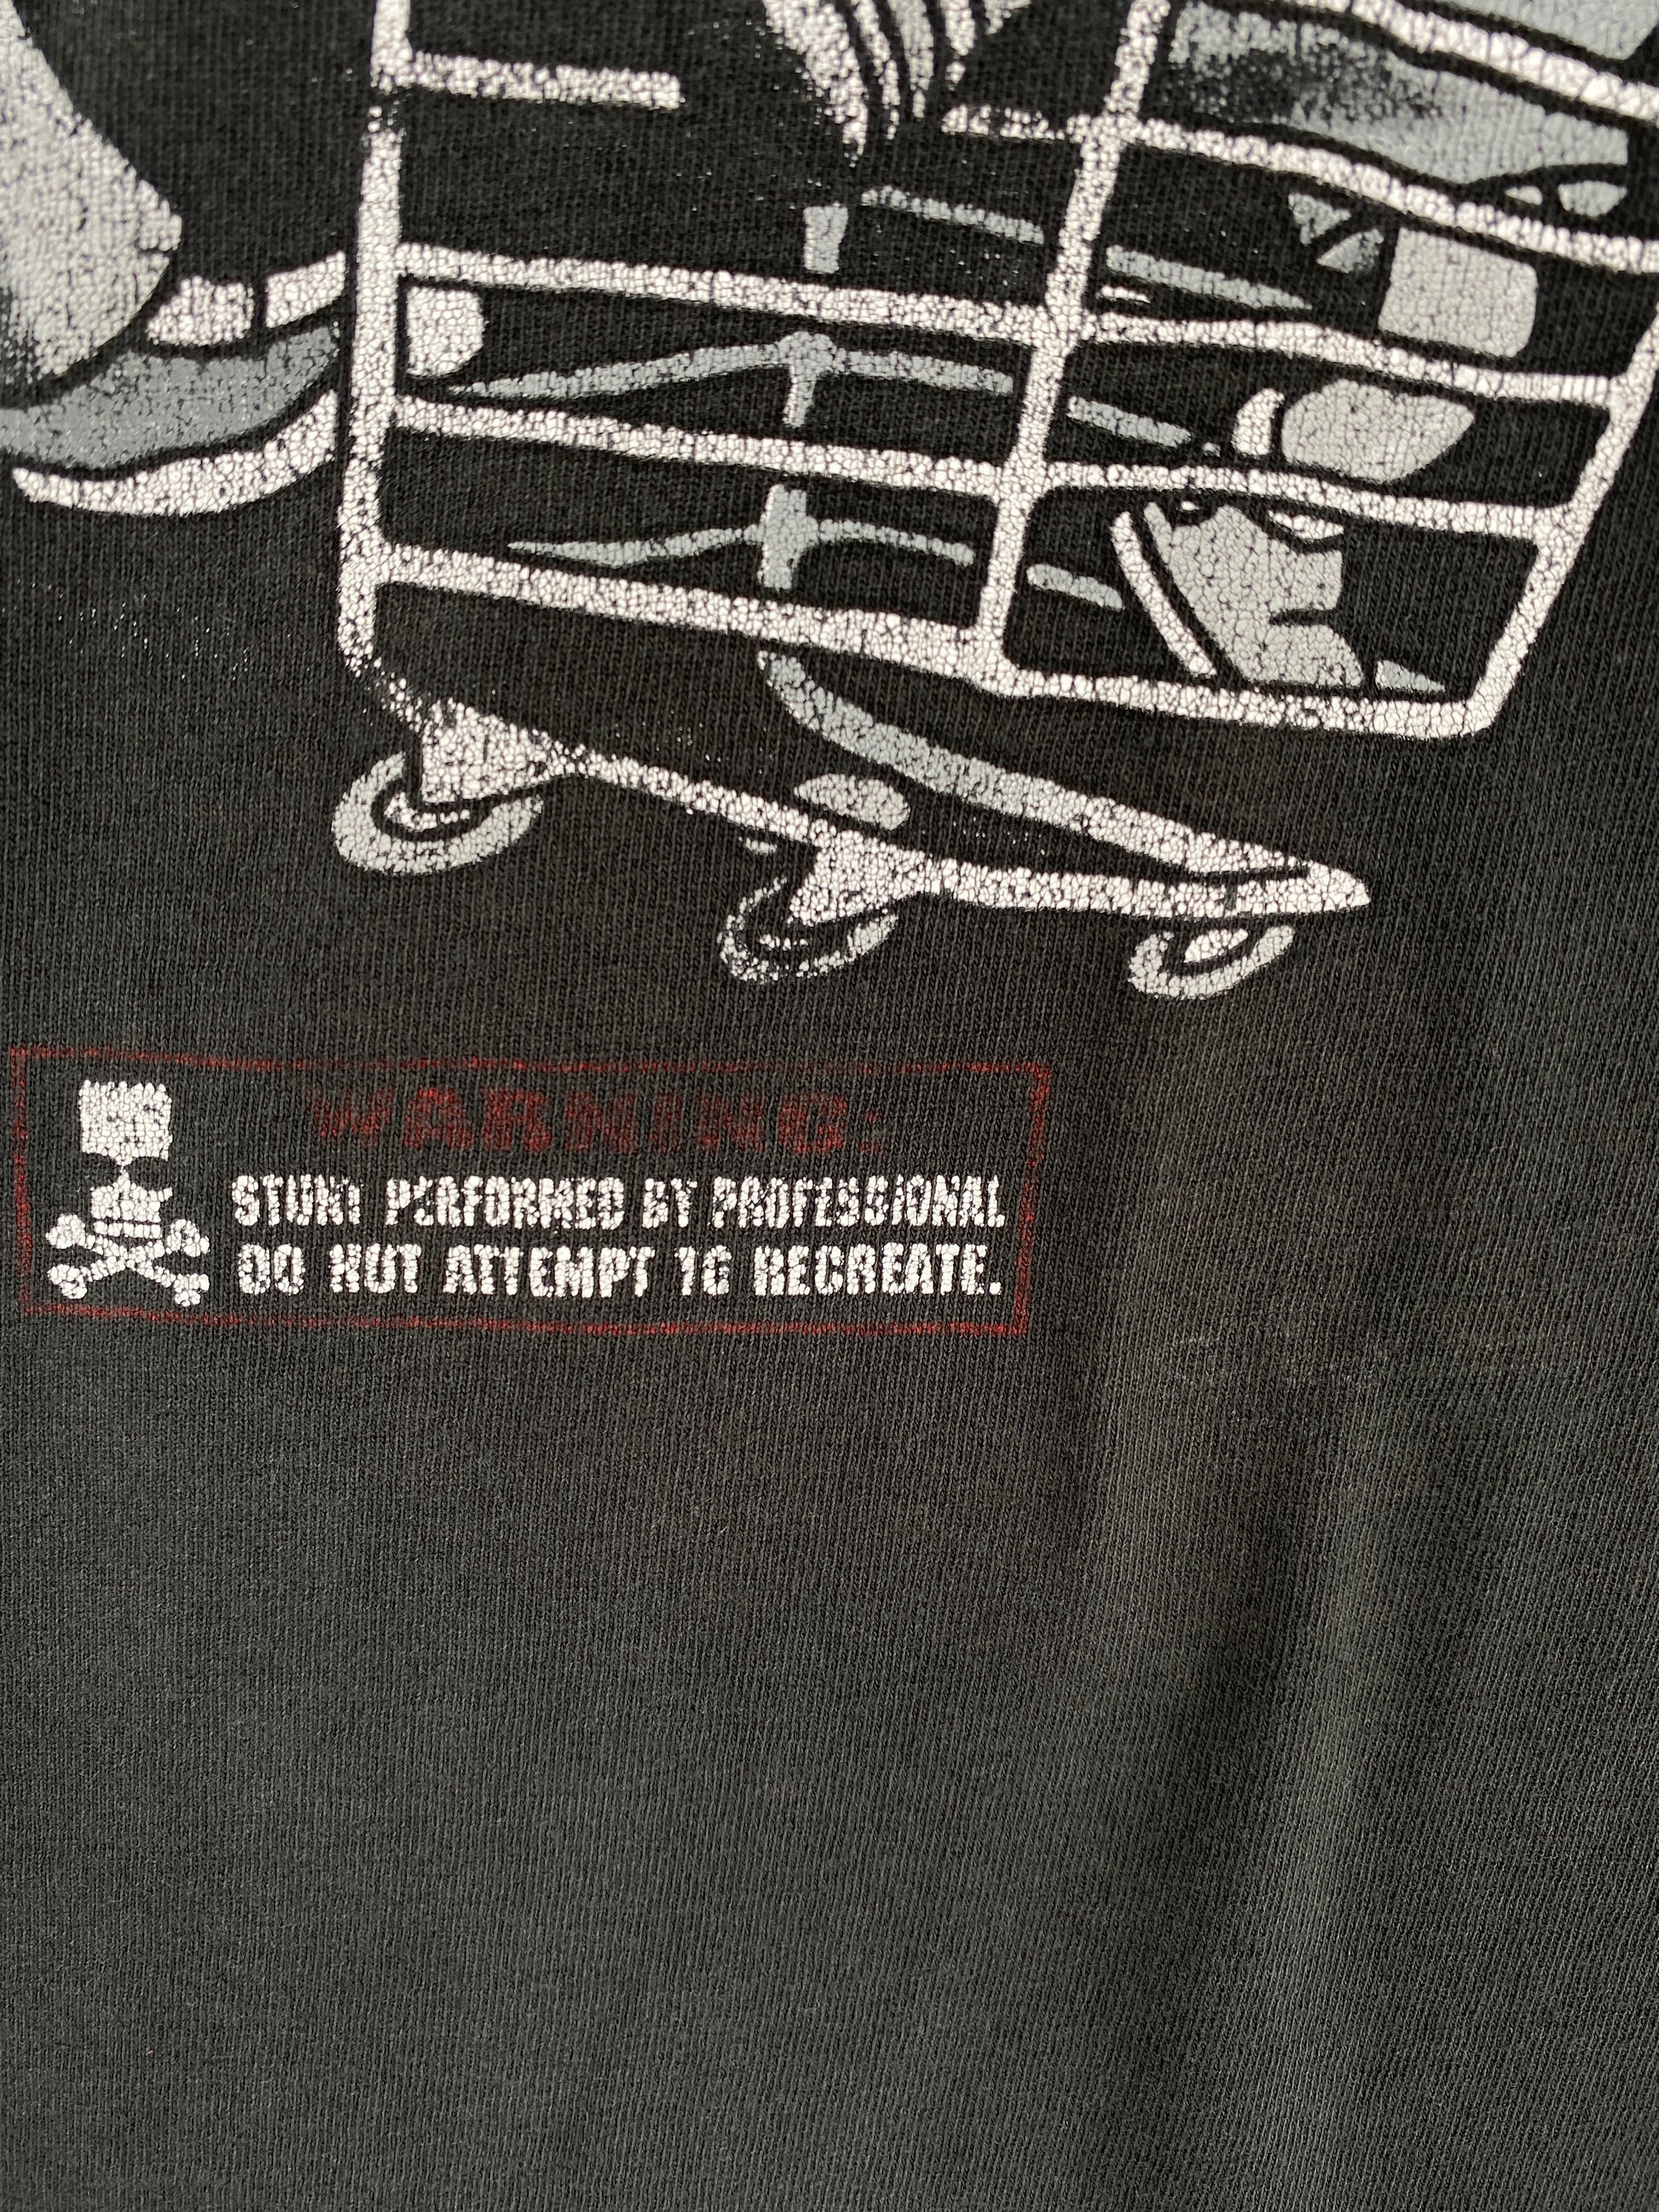 WARNING:
STUNT PERFORMED BY PROFESSIONAL
DO NOT ATTEMPT TO RECREATE.